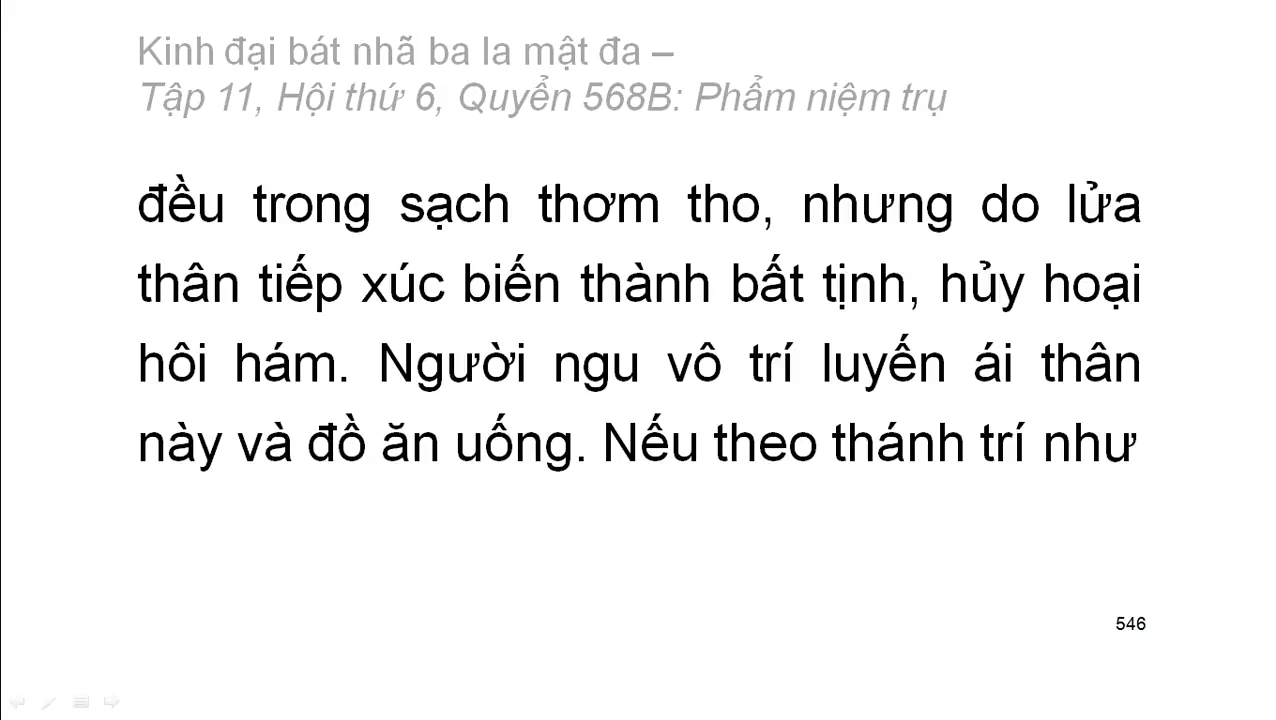 Kinh đại bát nhã ba la mật đa –
Tập 11, Hội thứ 6, Quyển 568B: Phẩm niệm trụ
đều trong sạch thơm tho, nhưng do lửa
thân tiếp xúc biến thành bất tịnh, hủy hoại
hôi hám. Người ngu vô trí luyến ái thân
này và đồ ăn uống. Nếu theo thánh trí như
546